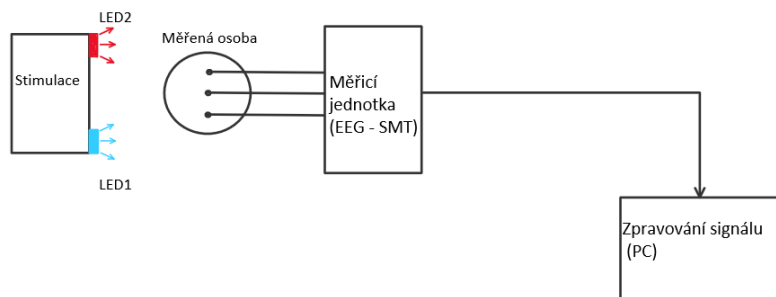 LED2
Stimulace
LED1
Měřená osoba
Měřicí
jednotka
(EEG - SMT)
Zpravování signálu
(PC)